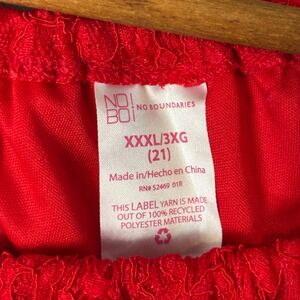 NO
BO
NO BOUNDARIES
XXXL/3XG
(21)
Made in/Hecho en China
RN# 52469 01R
THIS LABEL YARN IS MADE
OUT OF 100% RECYCLED
POLYESTER MATERIALS